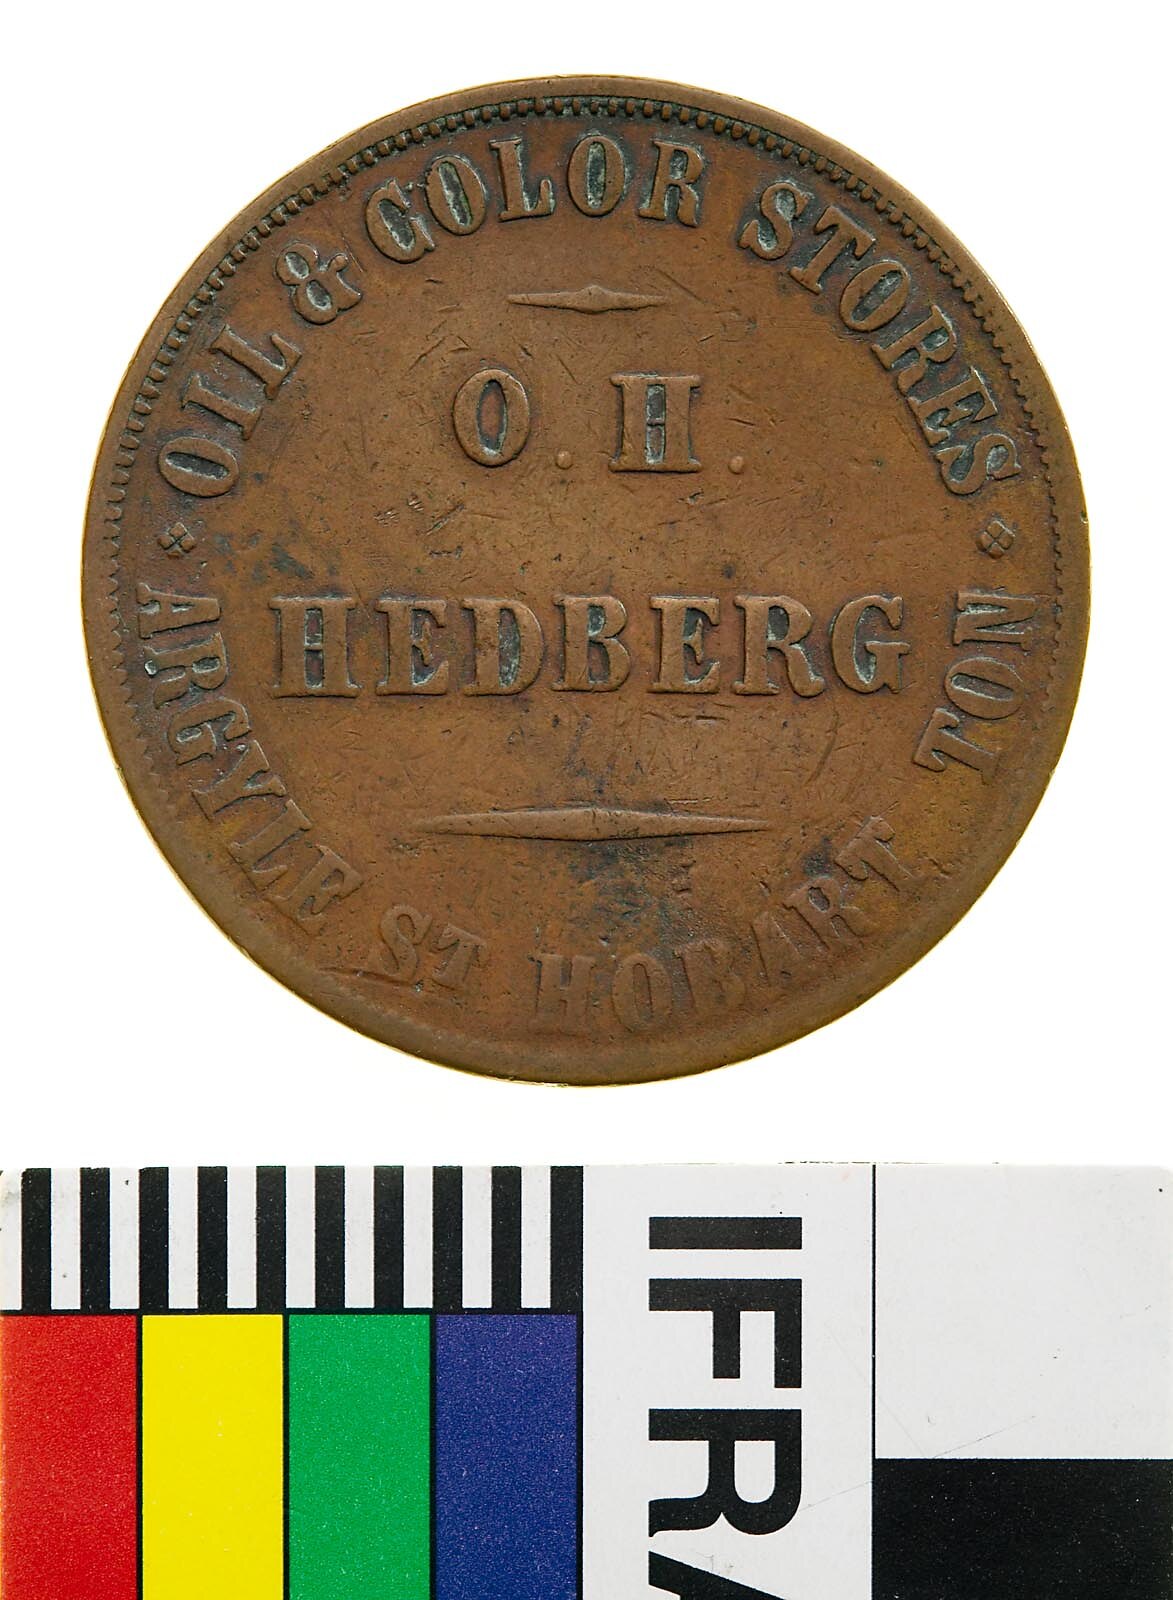 OIL & COLOR STORES
O. H.
HEDBERG
ARGYLE ST HOBART TON
IFRA